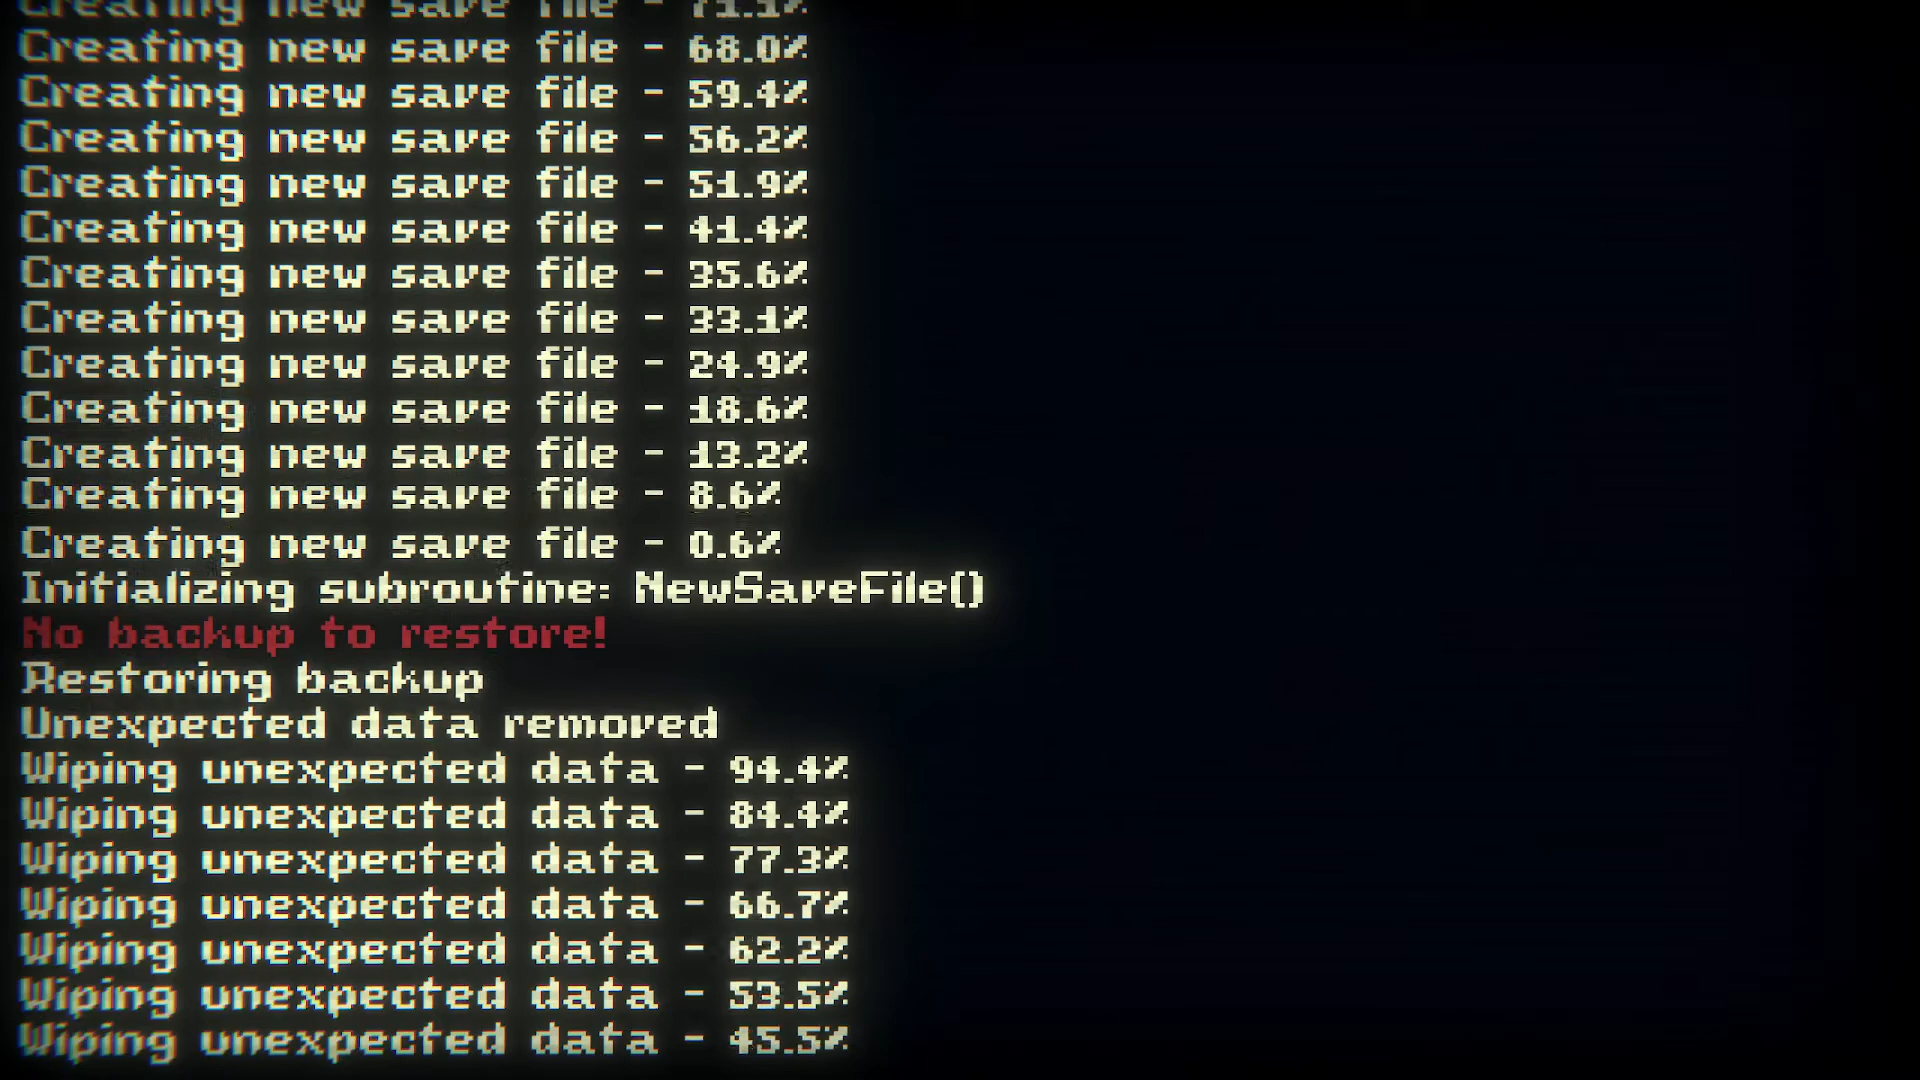 Creating new save file - 71.1%
Creating new save file - 68.0%
Creating new save file - 59.4%
Creating new save file - 56.2%
Creating new save file - 51.9%
Creating new save file - 41.4%
Creating new save file - 35.6%
Creating new save file - 33.1%
Creating new save file - 24.9%
Creating new save file - 18.6%
Creating new save file - 13.2%
Creating new save file - 8.6%
Creating new save file - 0.6%
Initializing subroutine: NewSaveFile()
No backup to restore!
Restoring backup
Unexpected data removed
Wiping unexpected data - 94.4%
Wiping unexpected data - 84.4%
Wiping unexpected data - 77.3%
Wiping unexpected data - 66.7%
Wiping unexpected data - 62.2%
Wiping unexpected data - 53.5%
Wiping unexpected data - 45.5%